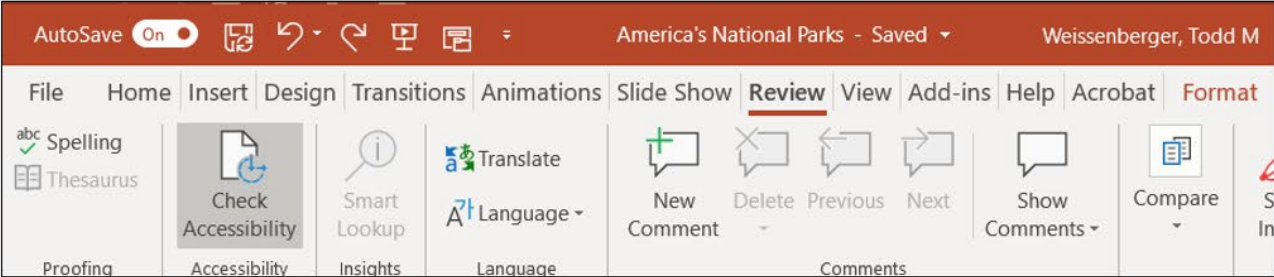 AutoSave On America's National Parks - Saved Weissenberger, Todd M
File Home Insert Design Transitions Animations Slide Show Review View Add-ins Help Acrobat Format
abc Spelling
Thesaurus
Proofing
Check
Accessibility
Accessibility
Smart
Lookup
Insights
Translate
Language
Language
New
Comment
Delete
Previous
Next
Show
Comments
Comments
Compare